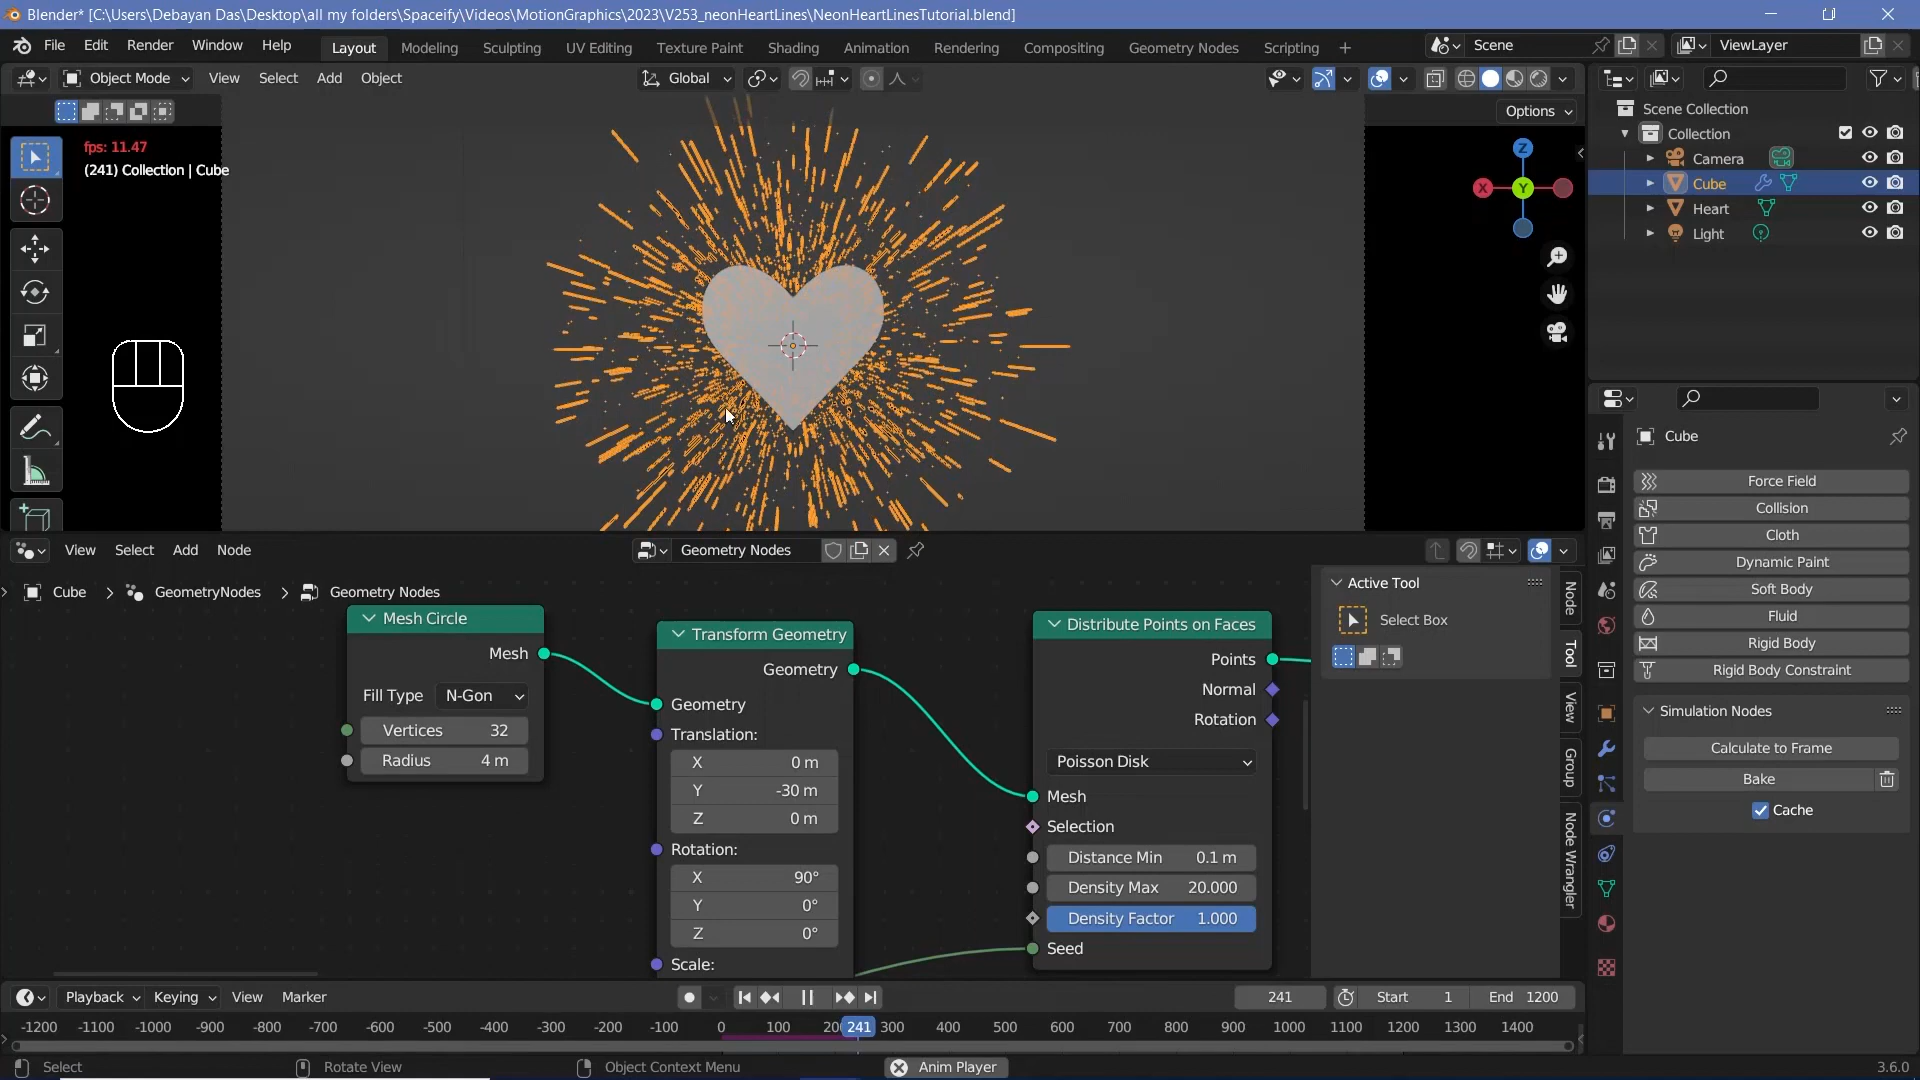 Blender* [C:\Users\Debayan Das\Desktop\all my folders\Spaceify\Videos\MotionGraphics\2023\V253_neonHeartLines\NeonHeartLinesTutorial.blend]
File Edit Render Window Help Layout Modeling Sculpting UV Editing Texture Paint Shading Animation Rendering Compositing Geometry Nodes Scripting + Scene ViewLayer
Object Mode View Select Add Object Global
Options
fps: 11.47
(241) Collection | Cube
Z
X
Y
Scene Collection
Collection
Camera
Cube
Heart
Light
Cube
Force Field
Collision
Cloth
Dynamic Paint
Soft Body
Fluid
Rigid Body
Rigid Body Constraint
Simulation Nodes
Calculate to Frame
Bake
Cache
View Select Add Node Geometry Nodes
Cube > GeometryNodes > Geometry Nodes
Mesh Circle
Mesh
Fill Type N-Gon
Vertices 32
Radius 4 m
Transform Geometry
Geometry
Geometry
Translation:
X 0 m
Y -30 m
Z 0 m
Rotation:
X 90°
Y 0°
Z 0°
Scale:
Distribute Points on Faces
Points
Normal
Rotation
Poisson Disk
Mesh
Selection
Distance Min 0.1 m
Density Max 20.000
Density Factor 1.000
Seed
Active Tool
Select Box
Node
Tool
View
Group
Node Wrangler
Playback Keying View Marker 241 Start 1 End 1200
-1200 -1100 -1000 -900 -800 -700 -600 -500 -400 -300 -200 -100 0 100 200 241 300 400 500 600 700 800 900 1000 1100 1200 1300 1400
Select Rotate View Object Context Menu Anim Player 3.6.0